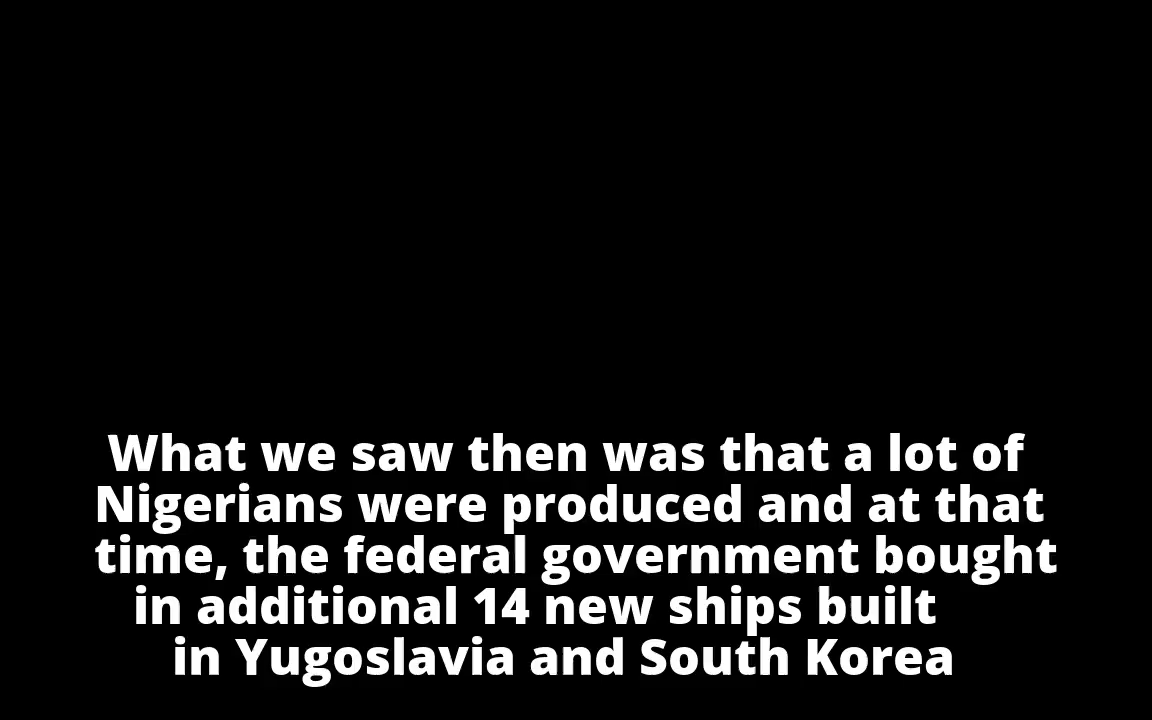 What we saw then was that a lot of
Nigerians were produced and at that
time, the federal government bought
in additional 14 new ships built
in Yugoslavia and South Korea